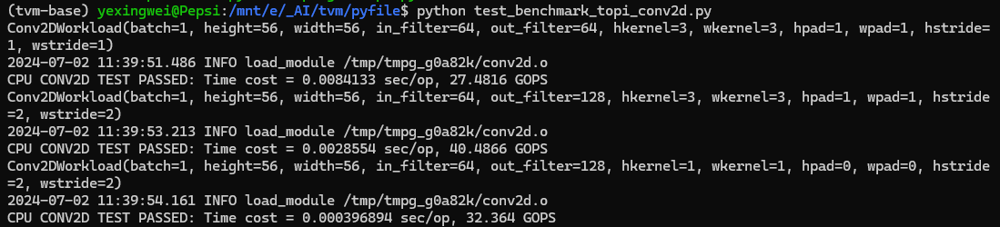 (tvm-base) yexingwei@Pepsi:/mnt/e/_AI/tvm/pyfile$ python test_benchmark_topi_conv2d.py
Conv2DWorkload(batch=1, height=56, width=56, in_filter=64, out_filter=64, hkernel=3, wkernel=3, hpad=1, wpad=1, hstride=
1, wstride=1)
2024-07-02 11:39:51.486 INFO load_module /tmp/tmpg_g0a82k/conv2d.o
CPU CONV2D TEST PASSED: Time cost = 0.0084133 sec/op, 27.4816 GOPS
Conv2DWorkload(batch=1, height=56, width=56, in_filter=64, out_filter=128, hkernel=3, wkernel=3, hpad=1, wpad=1, hstride
=2, wstride=2)
2024-07-02 11:39:53.213 INFO load_module /tmp/tmpg_g0a82k/conv2d.o
CPU CONV2D TEST PASSED: Time cost = 0.0028554 sec/op, 40.4866 GOPS
Conv2DWorkload(batch=1, height=56, width=56, in_filter=64, out_filter=128, hkernel=1, wkernel=1, hpad=0, wpad=0, hstride
=2, wstride=2)
2024-07-02 11:39:54.161 INFO load_module /tmp/tmpg_g0a82k/conv2d.o
CPU CONV2D TEST PASSED: Time cost = 0.000396894 sec/op, 32.364 GOPS